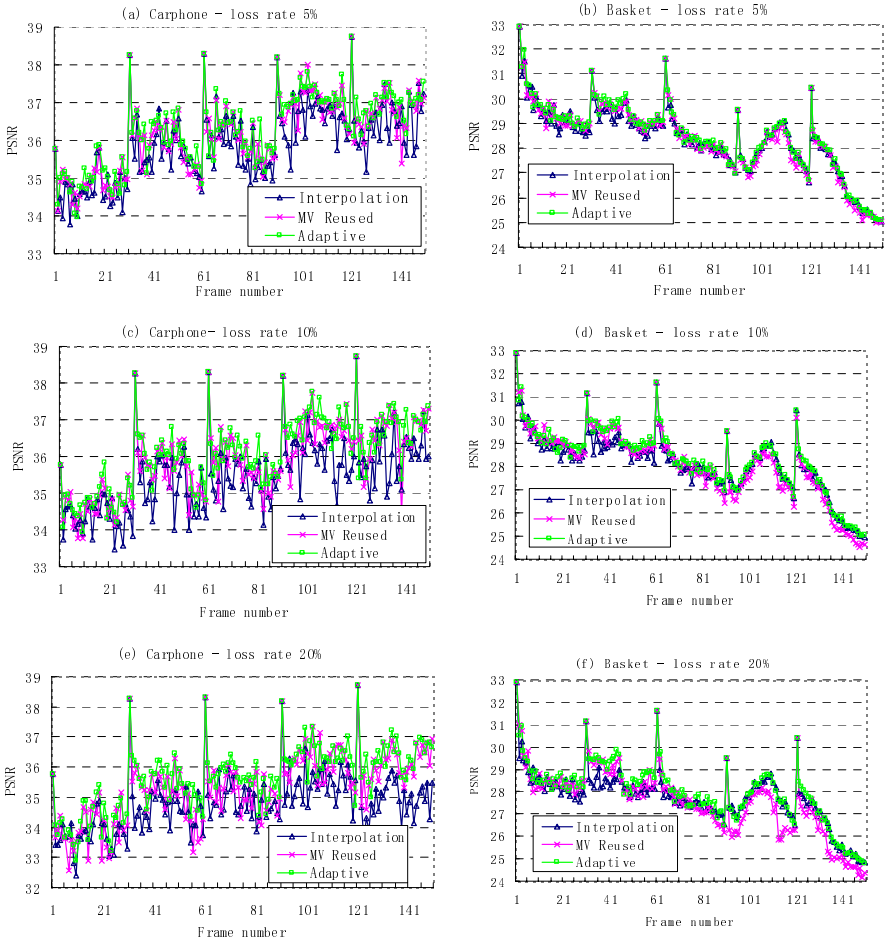 (a) Carphone - loss rate 5%
39
38
37
36
35
34
33
PSNR
Interpolation
MV Reused
Adaptive
1 21 41 61 81 101 121 141
Frame number
(b) Basket - loss rate 5%
33
32
31
30
29
28
27
26
25
24
PSNR
Interpolation
MV Reused
Adaptive
1 21 41 61 81 101 121 141
Frame number
(c) Carphone- loss rate 10%
39
38
37
36
35
34
33
PSNR
Interpolation
MV Reused
Adaptive
1 21 41 61 81 101 121 141
Frame number
(d) Basket - loss rate 10%
33
32
31
30
29
28
27
26
25
24
PSNR
Interpolation
MV Reused
Adaptive
1 21 41 61 81 101 121 141
Frame number
(e) Carphone - loss rate 20%
39
38
37
36
35
34
33
32
PSNR
Interpolation
MV Reused
Adaptive
1 21 41 61 81 101 121 141
Frame number
(f) Basket - loss rate 20%
33
32
31
30
29
28
27
26
25
24
PSNR
Interpolation
MV Reused
Adaptive
1 21 41 61 81 101 121 141
Frame number